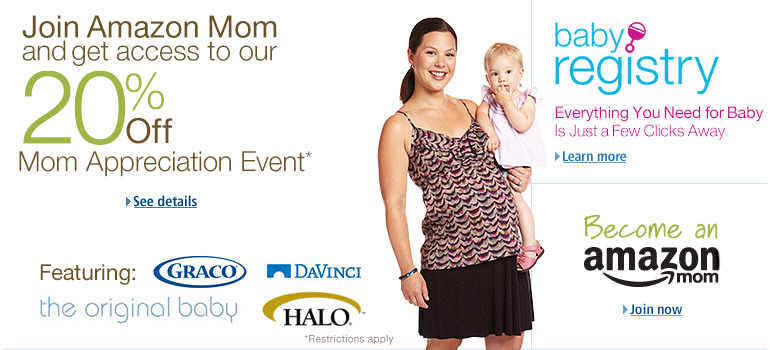 Join Amazon Mom
and get access to our
20% Off
Mom Appreciation Event*
See details
Featuring: GRACO DAVINCI
the original baby HALO
*Restrictions apply
baby
registry
Everything You Need for Baby
Is Just a Few Clicks Away
Learn more
Become an
amazon
mom
Join now